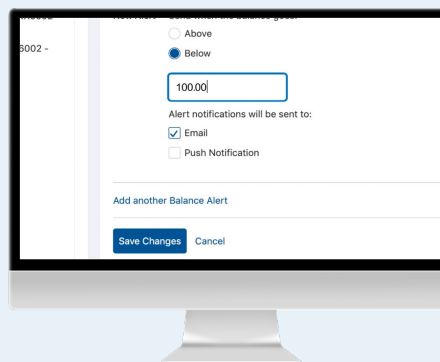 Above
6002 -
Below
100.00
Alert notifications will be sent to:
Email
Push Notification
Add another Balance Alert
Save Changes Cancel